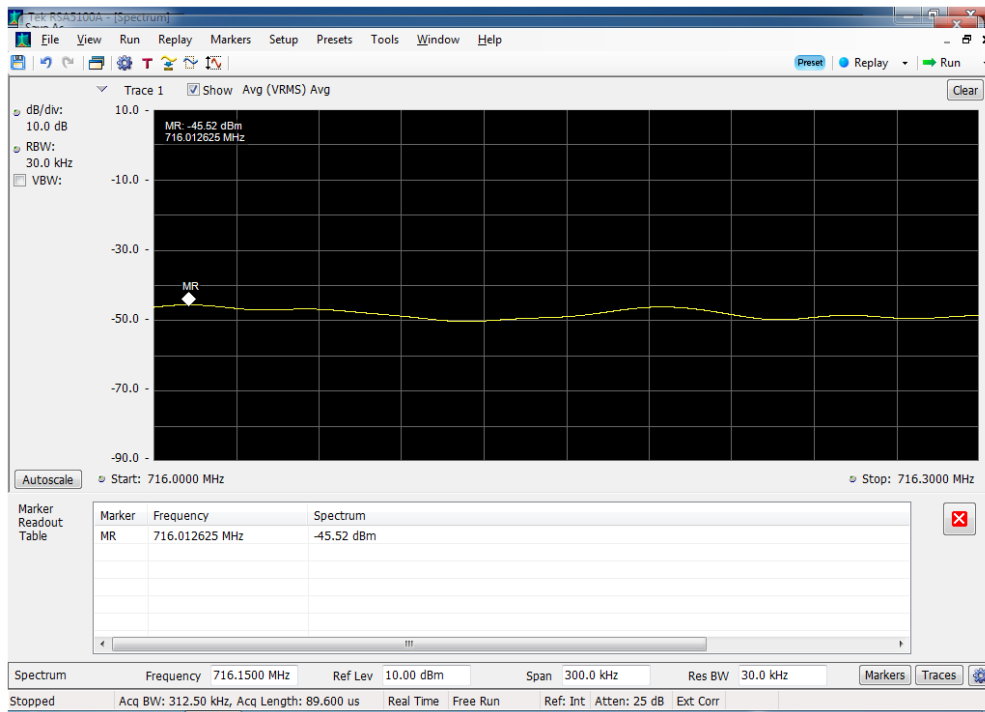 Tek RSA5100A - [Spectrum]
File View Run Replay Markers Setup Presets Tools Window Help
T Preset Replay Run
Trace 1 Show Avg (VRMS) Avg Clear
dB/div:
10.0 dB
RBW:
30.0 kHz
VBW:
10.0 -
-10.0 -
-30.0 -
-50.0 -
-70.0 -
-90.0 -
MR: -45.52 dBm
716.012625 MHz
MR
Autoscale Start: 716.0000 MHz Stop: 716.3000 MHz
Marker
Readout
Table
Marker Frequency Spectrum
MR 716.012625 MHz -45.52 dBm
Spectrum Frequency 716.1500 MHz Ref Lev 10.00 dBm Span 300.0 kHz Res BW 30.0 kHz Markers Traces
Stopped Acq BW: 312.50 kHz, Acq Length: 89.600 us Real Time Free Run Ref: Int Atten: 25 dB Ext Corr